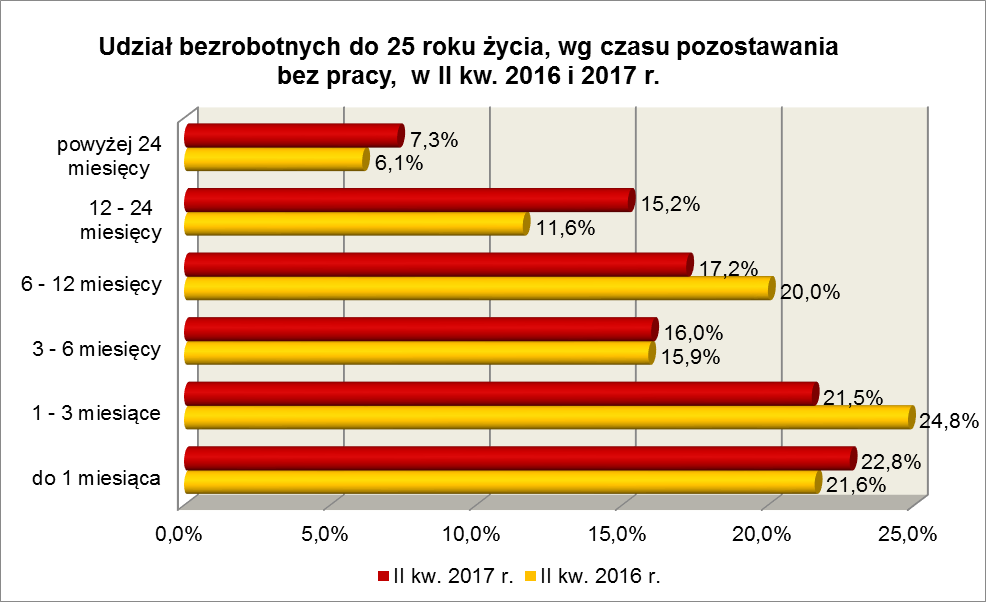 Udział bezrobotnych do 25 roku życia, wg czasu pozostawania
bez pracy, w II kw. 2016 i 2017 r.
powyżej 24
miesięcy
7,3%
6,1%
12 - 24
miesięcy
15,2%
11,6%
6 - 12 miesięcy
17,2%
20,0%
3 - 6 miesięcy
16,0%
15,9%
1 - 3 miesiące
21,5%
24,8%
do 1 miesiąca
22,8%
21,6%
0,0% 5,0% 10,0% 15,0% 20,0% 25,0%
II kw. 2017 r. II kw. 2016 r.